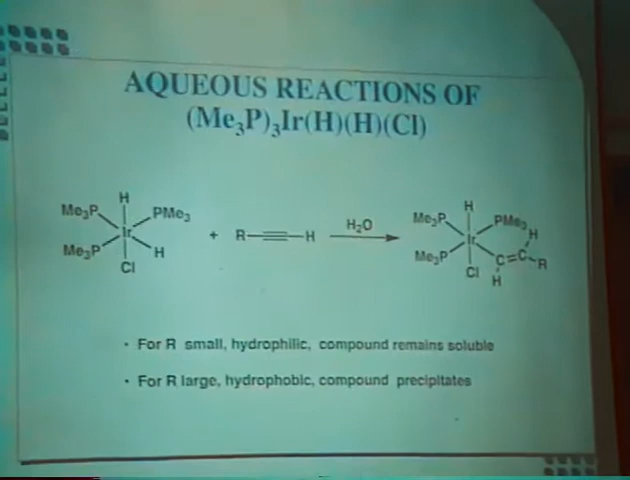 AQUEOUS REACTIONS OF
(Me₃P)₃Ir(H)(H)(Cl)
H
Me₃P
PMe₃
Ir
Me₃P
H
Cl
+
R
H
H₂O
H
Me₃P
PMe₃
H
Ir
Me₃P
C=C
R
Cl
H
• For R small, hydrophilic, compound remains soluble
• For R large, hydrophobic, compound precipitates